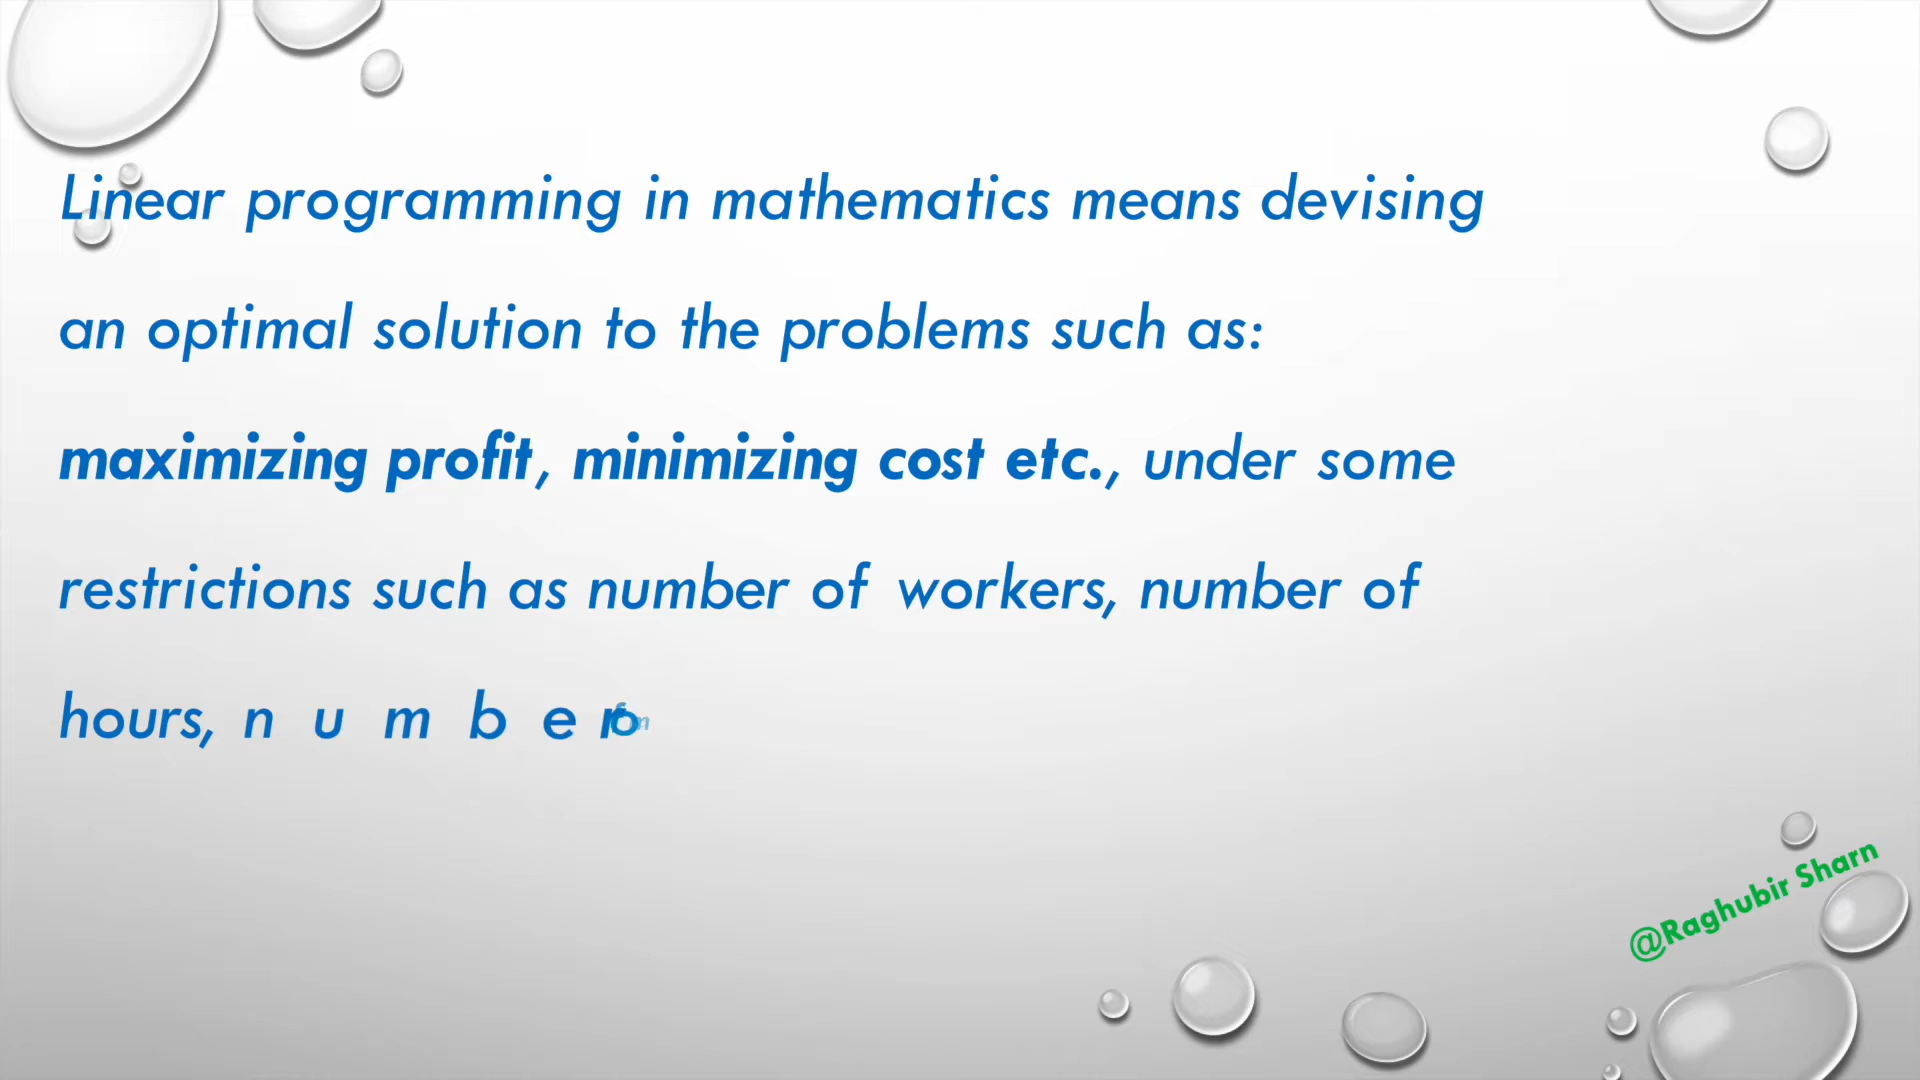 Linear programming in mathematics means devising
an optimal solution to the problems such as:
maximizing profit, minimizing cost etc., under some
restrictions such as number of workers, number of
hours, n u m b e r
@Raghubir Sharn